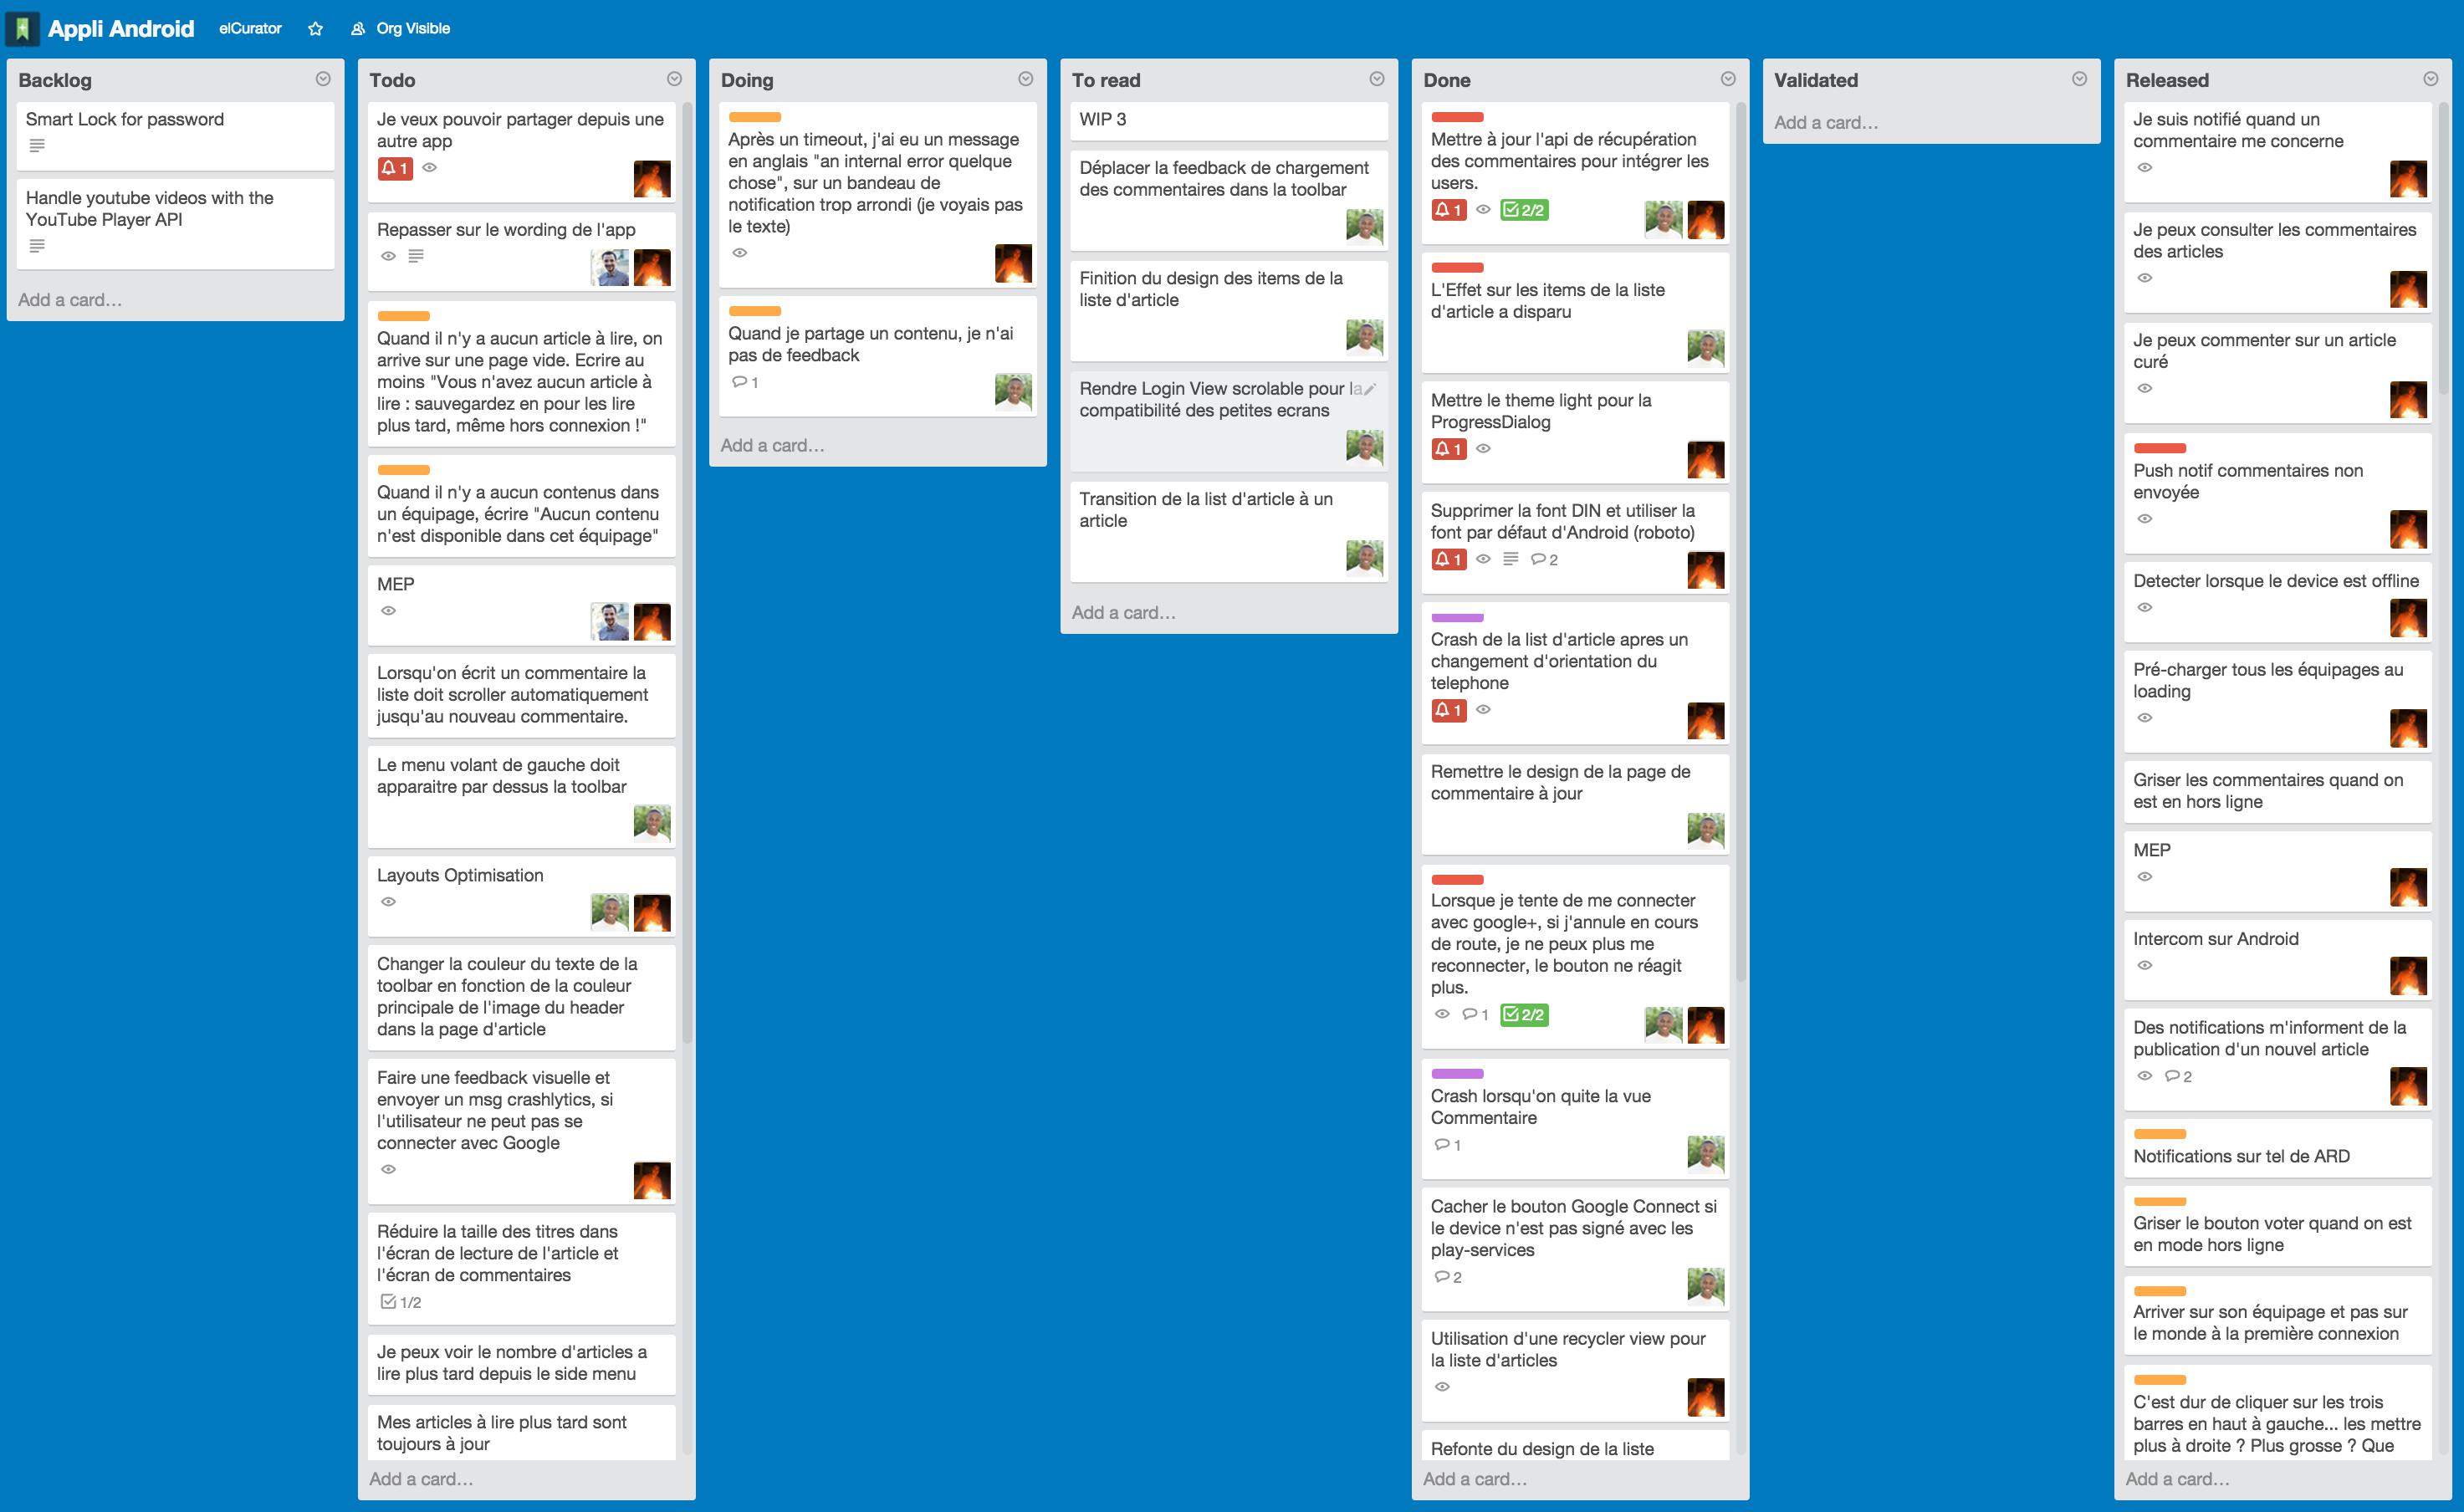 Appli Android elCurator Org Visible
Backlog
Smart Lock for password
Handle youtube videos with the
YouTube Player API
Add a card…
Todo
Je veux pouvoir partager depuis une
autre app
1
Repasser sur le wording de l'app
Quand il n'y a aucun article à lire, on
arrive sur une page vide. Ecrire au
moins "Vous n'avez aucun article à
lire : sauvegardez en pour les lire
plus tard, même hors connexion !"
Quand il n'y a aucun contenus dans
un équipage, écrire "Aucun contenu
n'est disponible dans cet équipage"
MEP
Lorsqu'on écrit un commentaire la
liste doit scroller automatiquement
jusqu'au nouveau commentaire.
Le menu volant de gauche doit
apparaitre par dessus la toolbar
Layouts Optimisation
Changer la couleur du texte de la
toolbar en fonction de la couleur
principale de l'image du header
dans la page d'article
Faire une feedback visuelle et
envoyer un msg crashlytics, si
l'utilisateur ne peut pas se
connecter avec Google
Réduire la taille des titres dans
l'écran de lecture de l'article et
l'écran de commentaires
1/2
Je peux voir le nombre d'articles a
lire plus tard depuis le side menu
Mes articles à lire plus tard sont
toujours à jour
Add a card…
Doing
Après un timeout, j'ai eu un message
en anglais "an internal error quelque
chose", sur un bandeau de
notification trop arrondi (je voyais pas
le texte)
Quand je partage un contenu, je n'ai
pas de feedback
1
Add a card…
To read
WIP 3
Déplacer la feedback de chargement
des commentaires dans la toolbar
Finition du design des items de la
liste d'article
Rendre Login View scrolable pour la
compatibilité des petites ecrans
Transition de la list d'article à un
article
Add a card…
Done
Mettre à jour l'api de récupération
des commentaires pour intégrer les
users.
1 2/2
L'Effet sur les items de la liste
d'article a disparu
Mettre le theme light pour la
ProgressDialog
1
Supprimer la font DIN et utiliser la
font par défaut d'Android (roboto)
1 2
Crash de la list d'article apres un
changement d'orientation du
telephone
1
Remettre le design de la page de
commentaire à jour
Lorsque je tente de me connecter
avec google+, si j'annule en cours
de route, je ne peux plus me
reconnecter, le bouton ne réagit
plus.
1 2/2
Crash lorsqu'on quite la vue
Commentaire
1
Cacher le bouton Google Connect si
le device n'est pas signé avec les
play-services
2
Utilisation d'une recycler view pour
la liste d'articles
Refonte du design de la liste
Add a card…
Validated
Add a card…
Released
Je suis notifié quand un
commentaire me concerne
Je peux consulter les commentaires
des articles
Je peux commenter sur un article
curé
Push notif commentaires non
envoyée
Detecter lorsque le device est offline
Pré-charger tous les équipages au
loading
Griser les commentaires quand on
est en hors ligne
MEP
Intercom sur Android
Des notifications m'informent de la
publication d'un nouvel article
2
Notifications sur tel de ARD
Griser le bouton voter quand on est
en mode hors ligne
Arriver sur son équipage et pas sur
le monde à la première connexion
C'est dur de cliquer sur les trois
barres en haut à gauche... les mettre
plus à droite ? Plus grosse ? Que
Add a card…